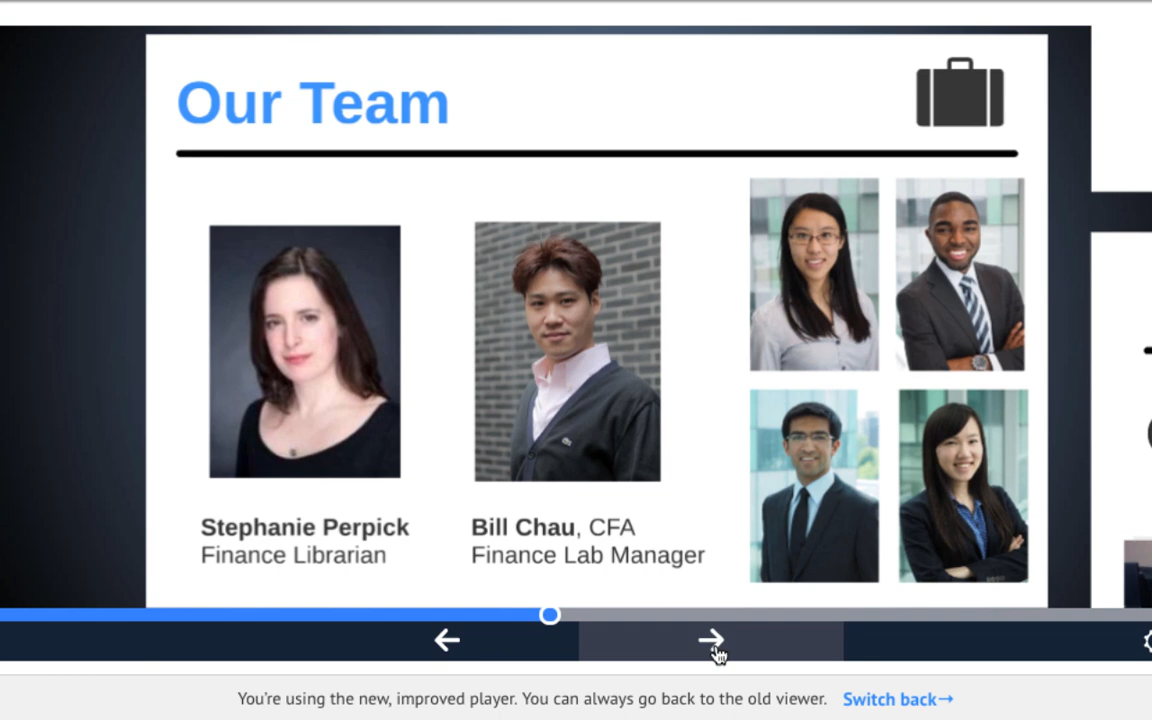 Our Team
Stephanie Perpick
Finance Librarian
Bill Chau, CFA
Finance Lab Manager
You're using the new, improved player. You can always go back to the old viewer. Switch back→